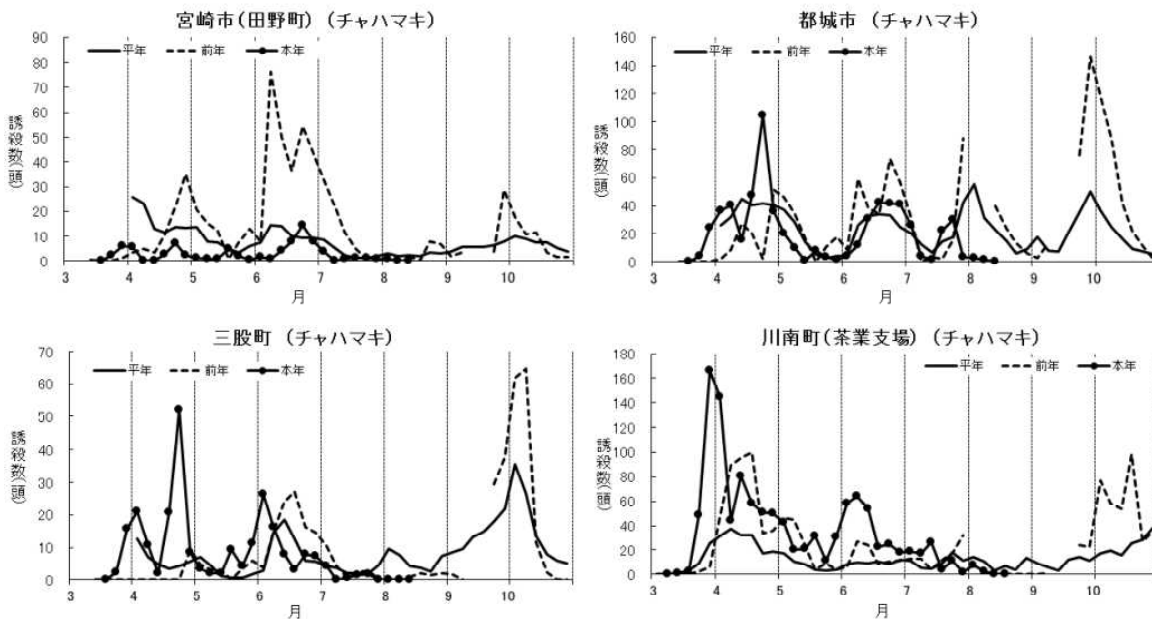 宮崎市(田野町) (チャハマキ)
90
80
70
60
50
40
30
20
10
0
誘殺数(頭)
平年 前年 本年
3 4 5 6 7 8 9 10
月
都城市 (チャハマキ)
160
140
120
100
80
60
40
20
0
誘殺数(頭)
平年 前年 本年
3 4 5 6 7 8 9 10
月
三股町 (チャハマキ)
70
60
50
40
30
20
10
0
誘殺数(頭)
平年 前年 本年
3 4 5 6 7 8 9 10
月
川南町(茶業支場) (チャハマキ)
180
160
140
120
100
80
60
40
20
0
誘殺数(頭)
平年 前年 本年
3 4 5 6 7 8 9 10
月